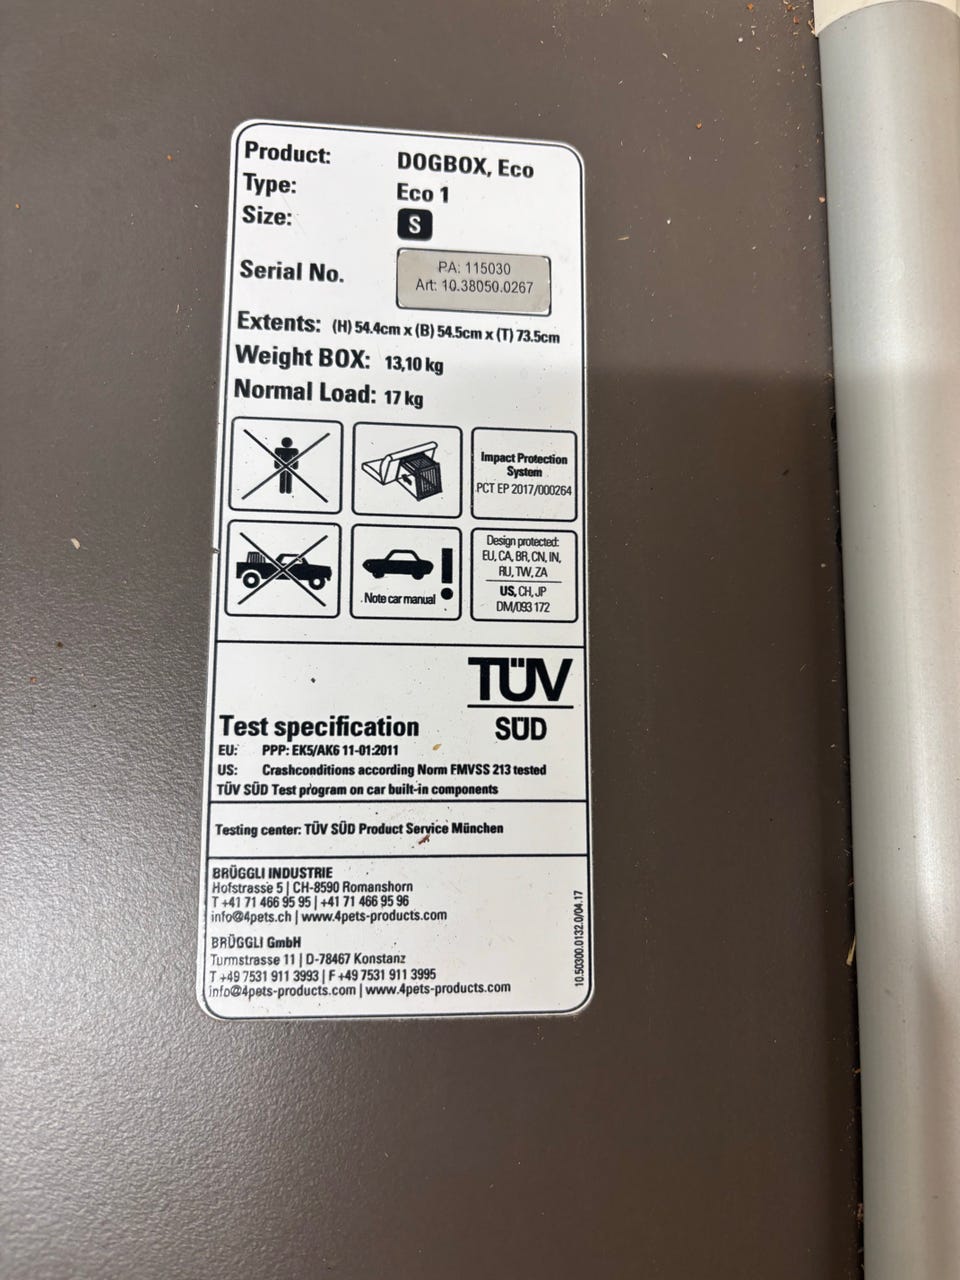 Product: DOGBOX, Eco
Type: Eco 1
Size: S
Serial No. PA: 115030
Art: 10.38050.0267
Extents: (H) 54.4cm x (B) 54.5cm x (T) 73.5cm
Weight BOX: 13,10 kg
Normal Load: 17 kg
Impact Protection
System
PCT EP 2017/000264
Note car manual
!
Design protected:
EU, CA, BR, CN, IN,
RU, TW, ZA
US, CH, JP
DM/093 172
TÜV
SÜD
Test specification
EU: PPP: EK5/AK6 11-01:2011
US: Crashconditions according Norm FMVSS 213 tested
TÜV SÜD Test program on car built-in components
Testing center: TÜV SÜD Product Service München
BRÜGGLI INDUSTRIE
Hofstrasse 5 | CH-8590 Romanshorn
T +41 71 466 95 95 | +41 71 466 95 96
info@4pets.ch | www.4pets-products.com
BRÜGGLI GmbH
Turmstrasse 11 | D-78467 Konstanz
T +49 7531 911 3993 | F +49 7531 911 3995
info@4pets-products.com | www.4pets-products.com
10.50300.0132.0/04.17